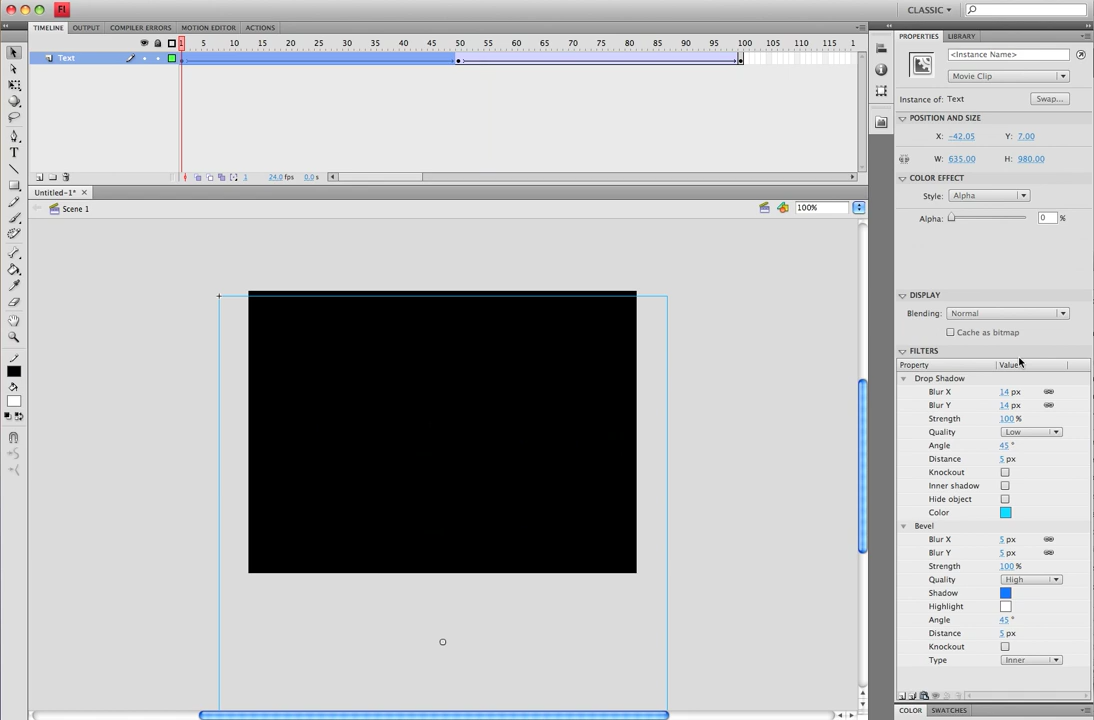 Fl
CLASSIC
TIMELINE OUTPUT COMPILER ERRORS MOTION EDITOR ACTIONS
1 5 10 15 20 25 30 35 40 45 50 55 60 65 70 75 80 85 90 95 100 105 110 115 1
Text
1 24.0 fps 0.0 s
Untitled-1*
Scene 1
100%
PROPERTIES LIBRARY
<Instance Name>
Movie Clip
Instance of: Text Swap...
POSITION AND SIZE
X: -42.05 Y: 7.00
W: 635.00 H: 980.00
COLOR EFFECT
Style: Alpha
Alpha: 0 %
DISPLAY
Blending: Normal
Cache as bitmap
FILTERS
Property Value
Drop Shadow
Blur X 14 px
Blur Y 14 px
Strength 100 %
Quality Low
Angle 45 °
Distance 5 px
Knockout
Inner shadow
Hide object
Color
Bevel
Blur X 5 px
Blur Y 5 px
Strength 100 %
Quality High
Shadow
Highlight
Angle 45 °
Distance 5 px
Knockout
Type Inner
COLOR SWATCHES
T